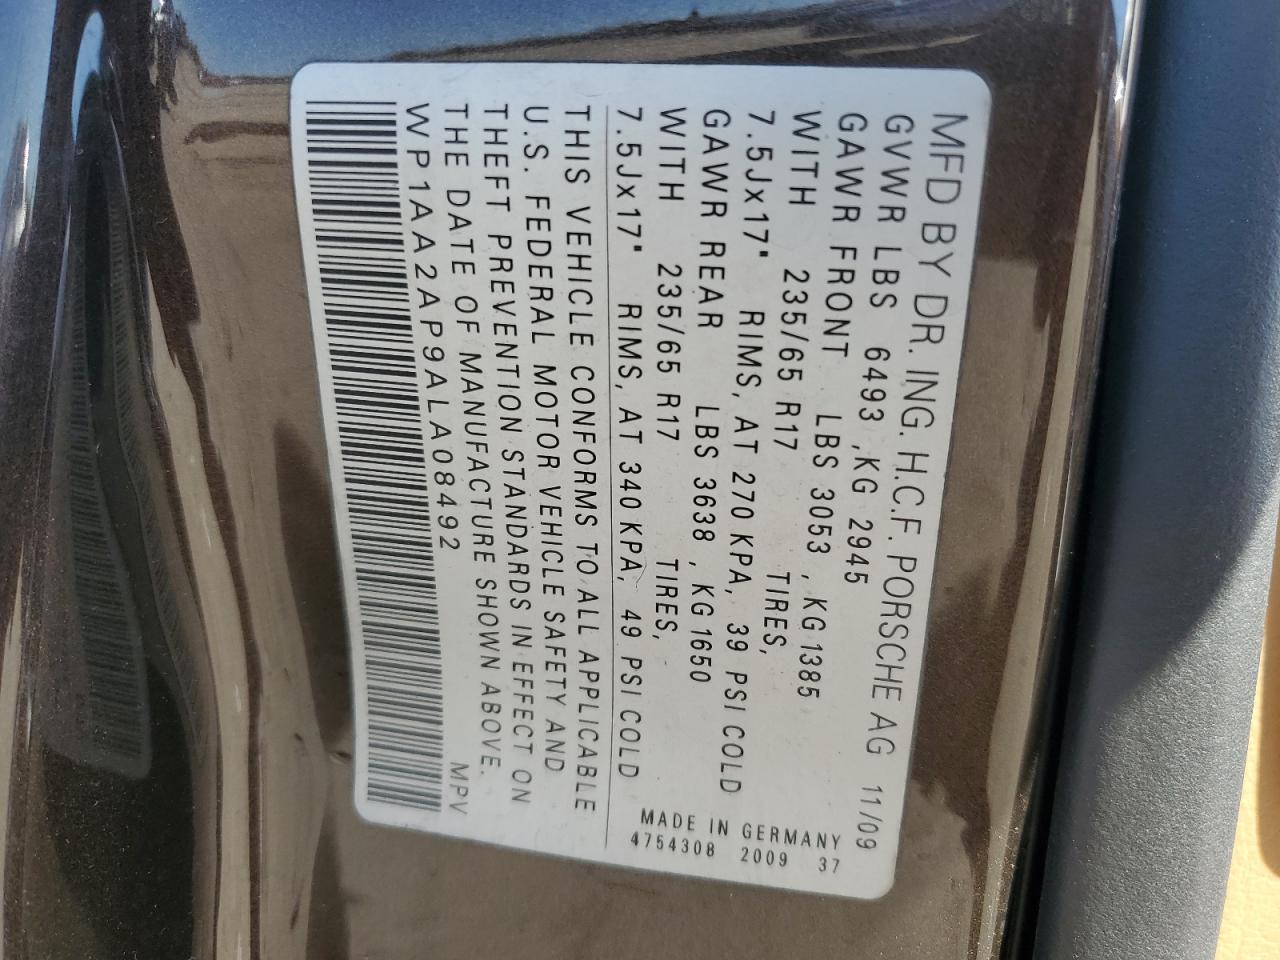 MFD BY DR. ING. H.C.F. PORSCHE AG 11/09
GVWR LBS 6493 ,KG 2945
GAWR FRONT LBS 3053 , KG 1385
WITH 235/65 R17 TIRES,
7.5Jx17" RIMS, AT 270 KPA, 39 PSI COLD
GAWR REAR LBS 3638 , KG 1650
WITH 235/65 R17 TIRES,
7.5Jx17" RIMS, AT 340 KPA, 49 PSI COLD
MADE IN GERMANY
4754308 2009 37
THIS VEHICLE CONFORMS TO ALL APPLICABLE
U.S. FEDERAL MOTOR VEHICLE SAFETY AND
THEFT PREVENTION STANDARDS IN EFFECT ON
THE DATE OF MANUFACTURE SHOWN ABOVE.
WP1AA2AP9ALA08492 MPV